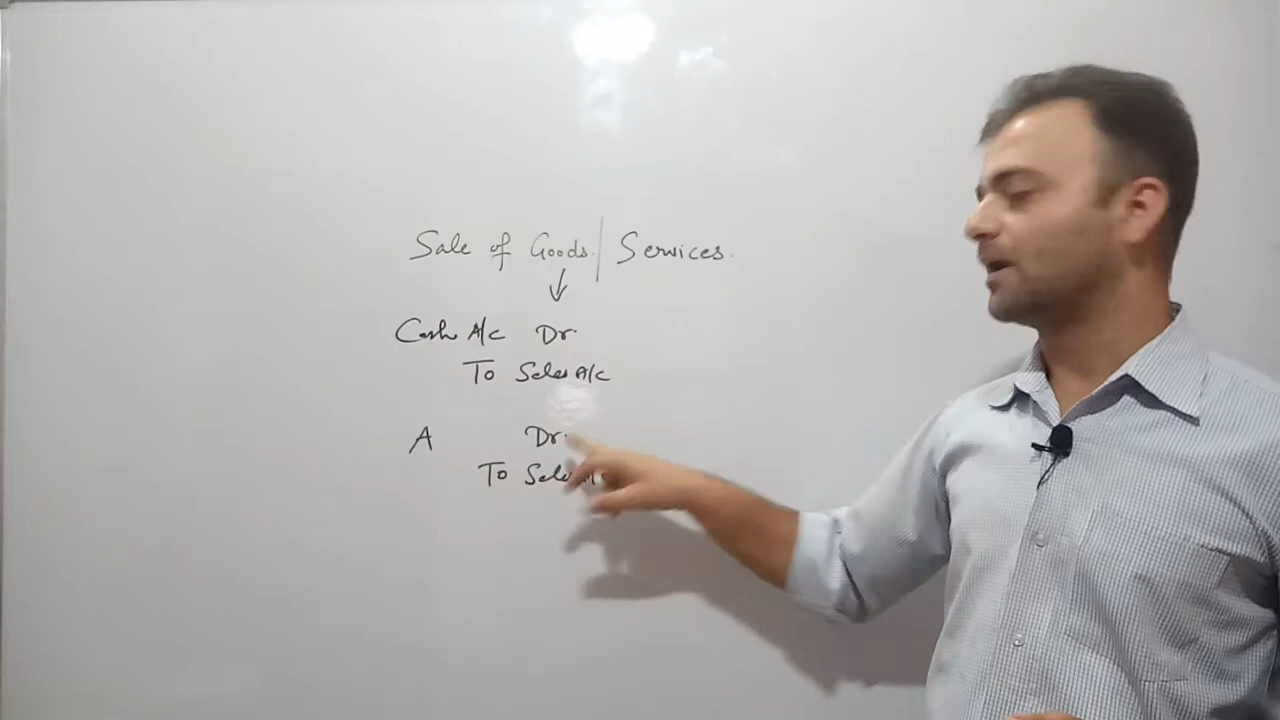 Sale of Goods. | Services.
Cash A/c Dr.
To Sales A/c
A Dr.
To Sales A/c